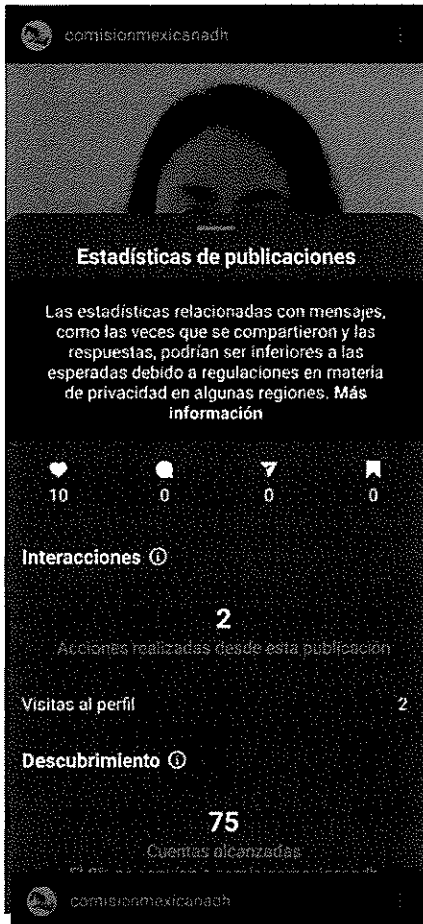 comisionmexicanadh
Estadísticas de publicaciones
Las estadísticas relacionadas con mensajes,
como las veces que se compartieron y las
respuestas, podrían ser inferiores a las
esperadas debido a regulaciones en materia
de privacidad en algunas regiones. Más
información
10 0 0 0
Interacciones
2
Acciones realizadas desde esta publicación
Visitas al perfil 2
Descubrimiento
75
Cuentas alcanzadas
comisionmexicanadh